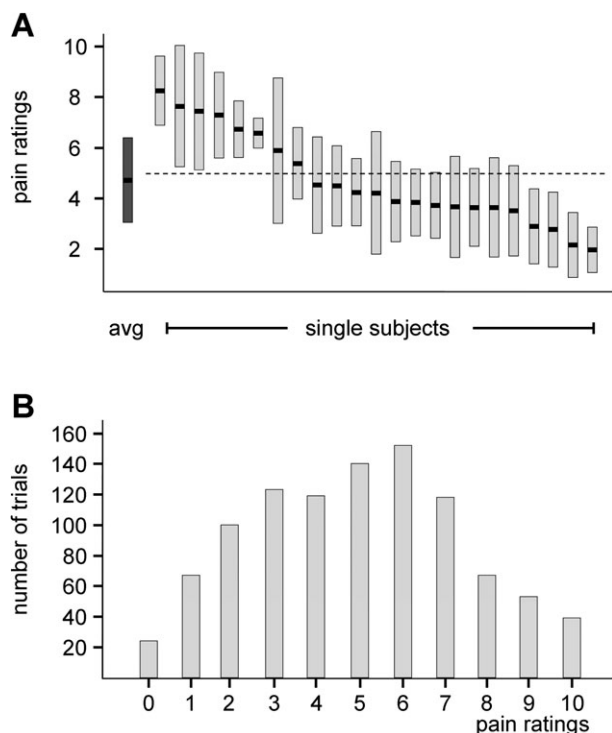 A
pain ratings
10
8
6
4
2
avg
single subjects
B
number of trials
160
140
120
100
80
60
40
20
0 1 2 3 4 5 6 7 8 9 10
pain ratings